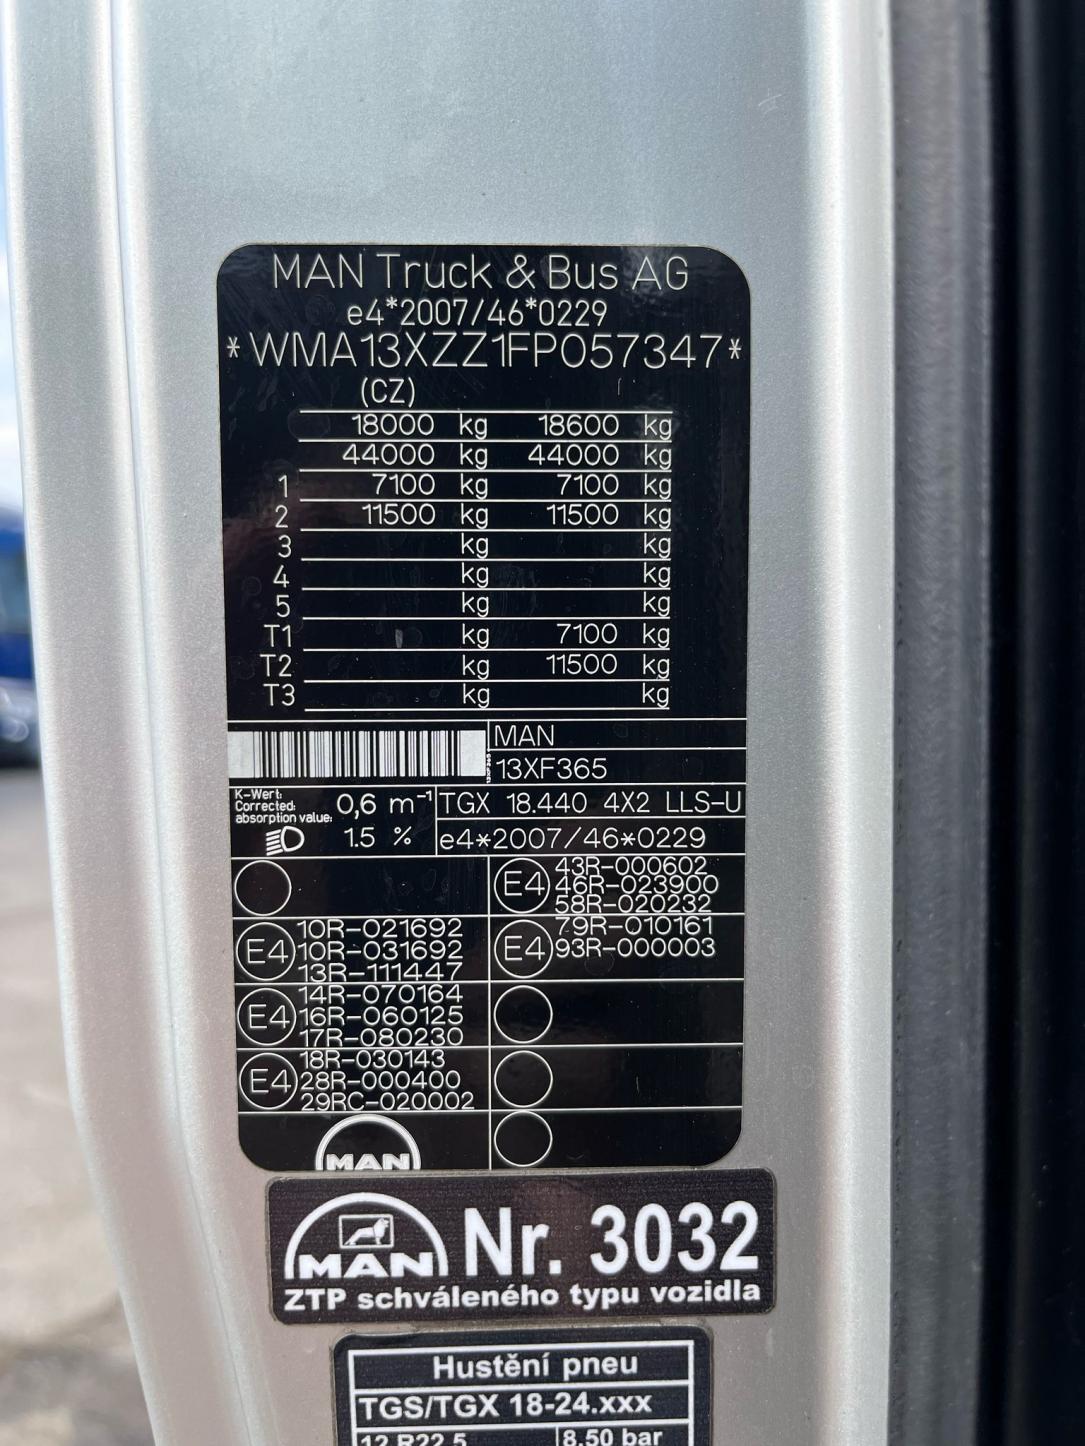 MAN Truck & Bus AG
e4*2007/46*0229
*WMA13XZZ1FP057347*
(CZ)
18000 kg 18600 kg
44000 kg 44000 kg
1 7100 kg 7100 kg
2 11500 kg 11500 kg
3 kg kg
4 kg kg
5 kg kg
T1 kg 7100 kg
T2 kg 11500 kg
T3 kg kg
MAN
13XF365
13XF365
K-Wert:
Corrected:
absorption value:
0,6 m⁻¹
1.5 %
TGX 18.440 4X2 LLS-U
e4*2007/46*0229
E4
43R-000602
46R-023900
58R-020232
E4
10R-021692
10R-031692
13R-111447
E4
79R-010161
93R-000003
E4
14R-070164
16R-060125
17R-080230
E4
18R-030143
28R-000400
29RC-020002
MAN
MAN Nr. 3032
ZTP schváleného typu vozidla
Hustění pneu
TGS/TGX 18-24.xxx
12 R22,5 8,50 bar